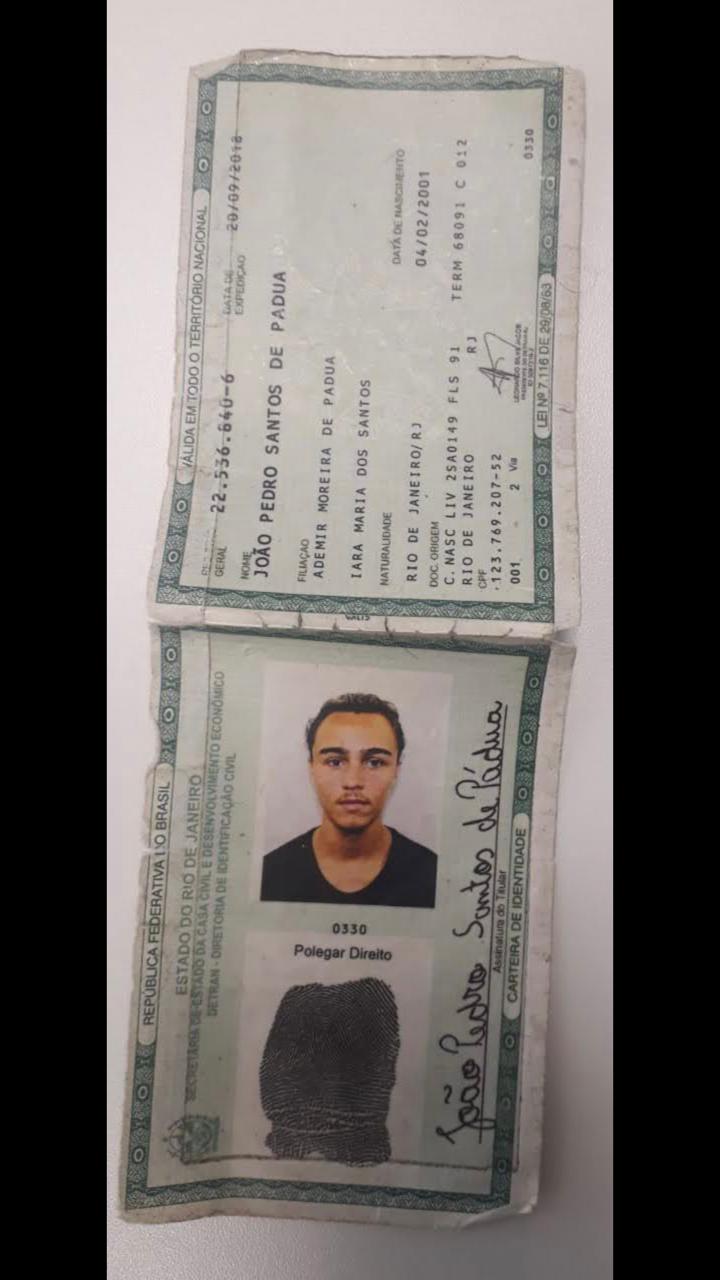 VÁLIDA EM TODO O TERRITÓRIO NACIONAL
GERAL 22.536.640-6 DATA DE EXPEDIÇÃO 20/09/2018
NOME
JOÃO PEDRO SANTOS DE PADUA
FILIAÇÃO
ADEMIR MOREIRA DE PADUA
IARA MARIA DOS SANTOS
NATURALIDADE DATA DE NASCIMENTO
RIO DE JANEIRO/RJ 04/02/2001
DOC. ORIGEM
C. NASC LIV 2SA0149 FLS 91 TERM 68091 C 012
RIO DE JANEIRO RJ
CPF
123.769.207-52
001 2 Via 0330
LEI Nº 7.116 DE 29/08/83
REPÚBLICA FEDERATIVA DO BRASIL
ESTADO DO RIO DE JANEIRO
SECRETARIA DE ESTADO DA CASA CIVIL E DESENVOLVIMENTO ECONÔMICO
DETRAN - DIRETORIA DE IDENTIFICAÇÃO CIVIL
0330
Polegar Direito
João Pedro Santos de Pádua
Assinatura do Titular
CARTEIRA DE IDENTIDADE